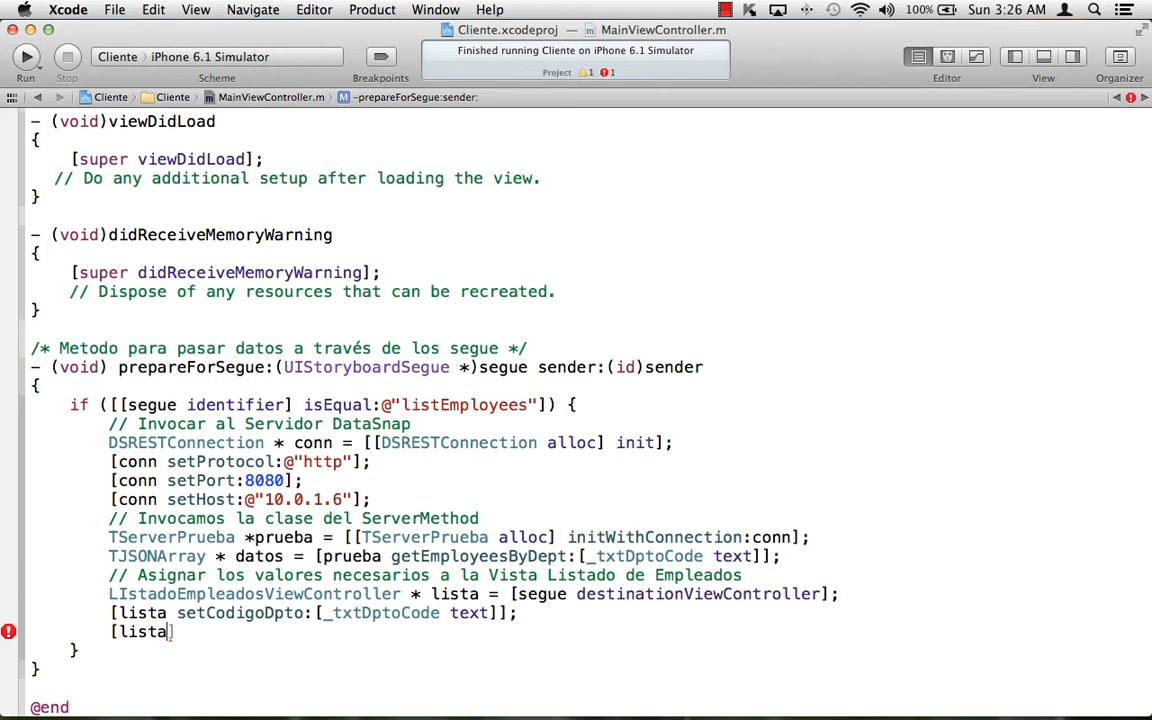 Xcode File Edit View Navigate Editor Product Window Help 100% Sun 3:26 AM
Cliente.xcodeproj — MainViewController.m
Cliente 〉 iPhone 6.1 Simulator
Finished running Cliente on iPhone 6.1 Simulator
Project 1 1
Run Stop Scheme Breakpoints Editor View Organizer
Cliente 〉 Cliente 〉 MainViewController.m 〉 M -prepareForSegue:sender:
- (void)viewDidLoad
{
[super viewDidLoad];
// Do any additional setup after loading the view.
}
- (void)didReceiveMemoryWarning
{
[super didReceiveMemoryWarning];
// Dispose of any resources that can be recreated.
}
/* Metodo para pasar datos a través de los segue */
- (void) prepareForSegue:(UIStoryboardSegue *)segue sender:(id)sender
{
if ([[segue identifier] isEqual:@"listEmployees"]) {
// Invocar al Servidor DataSnap
DSRESTConnection * conn = [[DSRESTConnection alloc] init];
[conn setProtocol:@"http"];
[conn setPort:8080];
[conn setHost:@"10.0.1.6"];
// Invocamos la clase del ServerMethod
TServerPrueba *prueba = [[TServerPrueba alloc] initWithConnection:conn];
TJSONArray * datos = [prueba getEmployeesByDept:[_txtDptoCode text]];
// Asignar los valores necesarios a la Vista Listado de Empleados
LIstadoEmpleadosViewController * lista = [segue destinationViewController];
[lista setCodigoDpto:[_txtDptoCode text]];
[lista]
}
}
@end